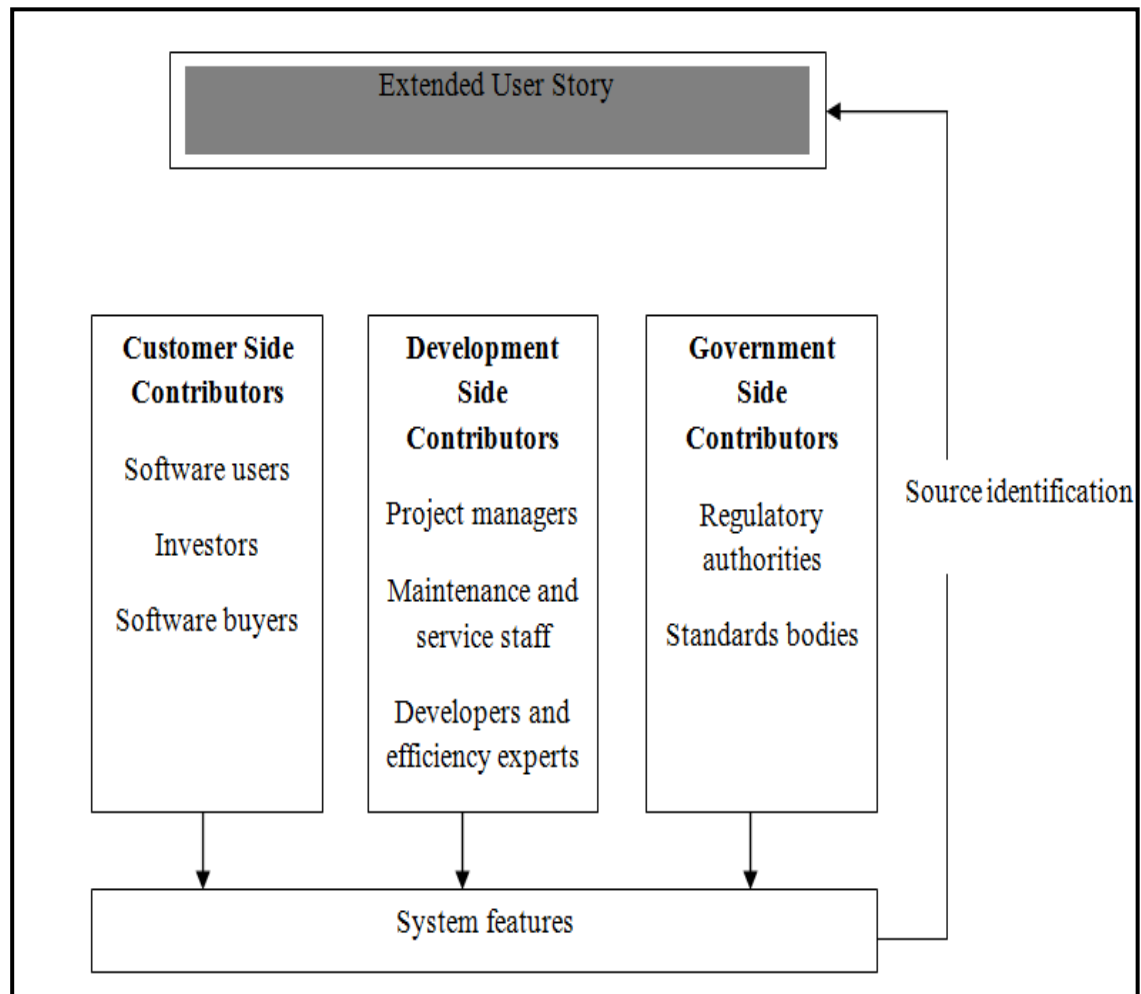 Extended User Story
Customer Side
Contributors
Software users
Investors
Software buyers
Development
Side
Contributors
Project managers
Maintenance and
service staff
Developers and
efficiency experts
Government
Side
Contributors
Regulatory
authorities
Standards bodies
Source identification
System features